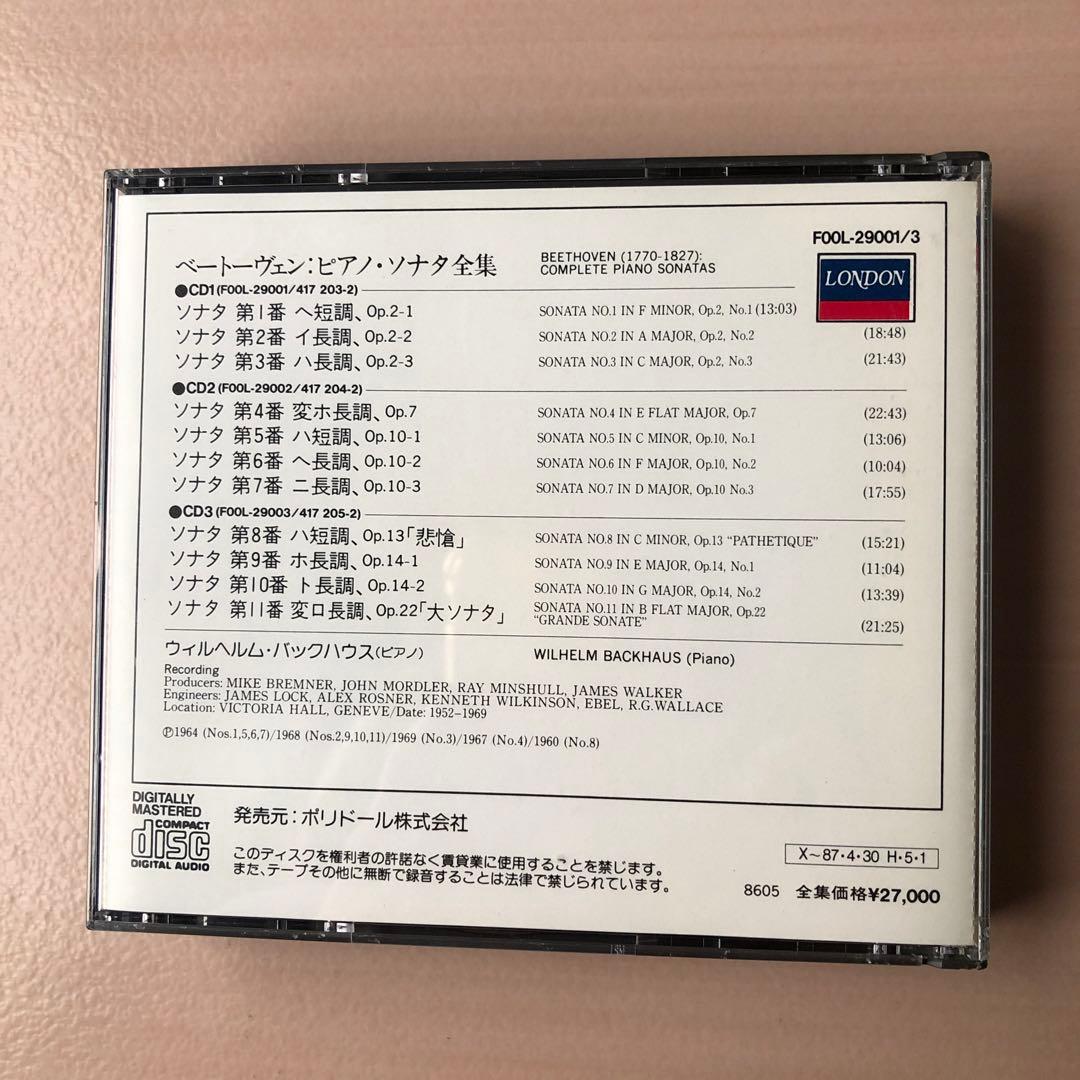 FOOL-29001/3
LONDON
ベートーヴェン:ピアノ・ソナタ全集
BEETHOVEN (1770-1827):
COMPLETE PIANO SONATAS
●CD1(FOOL-29001/417 203-2)
ソナタ 第1番 ヘ短調、Op.2-1 SONATA NO.1 IN F MINOR, Op.2, No.1 (13:03)
ソナタ 第2番 イ長調、Op.2-2 SONATA NO.2 IN A MAJOR, Op.2, No.2 (18:48)
ソナタ 第3番 ハ長調、Op.2-3 SONATA NO.3 IN C MAJOR, Op.2, No.3 (21:43)
●CD2(FOOL-29002/417 204-2)
ソナタ 第4番 変ホ長調、Op.7 SONATA NO.4 IN E FLAT MAJOR, Op.7 (22:43)
ソナタ 第5番 ハ短調、Op.10-1 SONATA NO.5 IN C MINOR, Op.10, No.1 (13:06)
ソナタ 第6番 ヘ長調、Op.10-2 SONATA NO.6 IN F MAJOR, Op.10, No.2 (10:04)
ソナタ 第7番 ニ長調、Op.10-3 SONATA NO.7 IN D MAJOR, Op.10 No.3 (17:55)
●CD3(FOOL-29003/417 205-2)
ソナタ 第8番 ハ短調、Op.13「悲愴」 SONATA NO.8 IN C MINOR, Op.13 "PATHETIQUE" (15:21)
ソナタ 第9番 ホ長調、Op.14-1 SONATA NO.9 IN E MAJOR, Op.14, No.1 (11:04)
ソナタ 第10番 ト長調、Op.14-2 SONATA NO.10 IN G MAJOR, Op.14, No.2 (13:39)
ソナタ 第11番 変ロ長調、Op.22「大ソナタ」 SONATA NO.11 IN B FLAT MAJOR, Op.22
"GRANDE SONATE" (21:25)
ウィルヘルム・バックハウス(ピアノ) WILHELM BACKHAUS (Piano)
Recording
Producers: MIKE BREMNER, JOHN MORDLER, RAY MINSHULL, JAMES WALKER
Engineers: JAMES LOCK, ALEX ROSNER, KENNETH WILKINSON, EBEL, R.G.WALLACE
Location: VICTORIA HALL, GENEVE/Date: 1952–1969
℗1964 (Nos.1,5,6,7)/1968 (Nos.2,9,10,11)/1969 (No.3)/1967 (No.4)/1960 (No.8)
DIGITALLY
MASTERED
COMPACT
disc
DIGITAL AUDIO
発売元:ポリドール株式会社
このディスクを権利者の許諾なく賃貸業に使用することを禁じます。
また、テープその他に無断で録音することは法律で禁じられています。
X〜87・4・30 H・5・1
8605 全集価格¥27,000